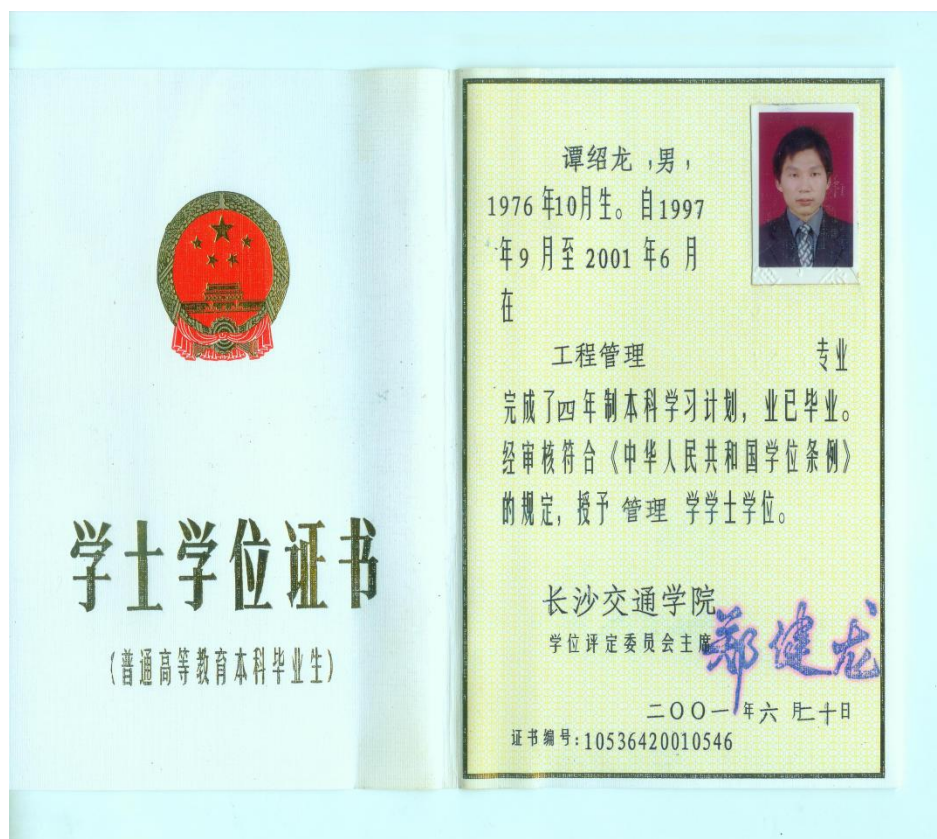 学士学位证书
(普通高等教育本科毕业生)
谭绍龙,男,
1976年10月生。自1997
年9月至2001年6月
在
工程管理 专业
完成了四年制本科学习计划,业已毕业。
经审核符合《中华人民共和国学位条例》
的规定,授予 管理 学学士学位。
长沙交通学院
学位评定委员会主席 郑健龙
二〇〇一年六月二十日
证书编号:10536420010546